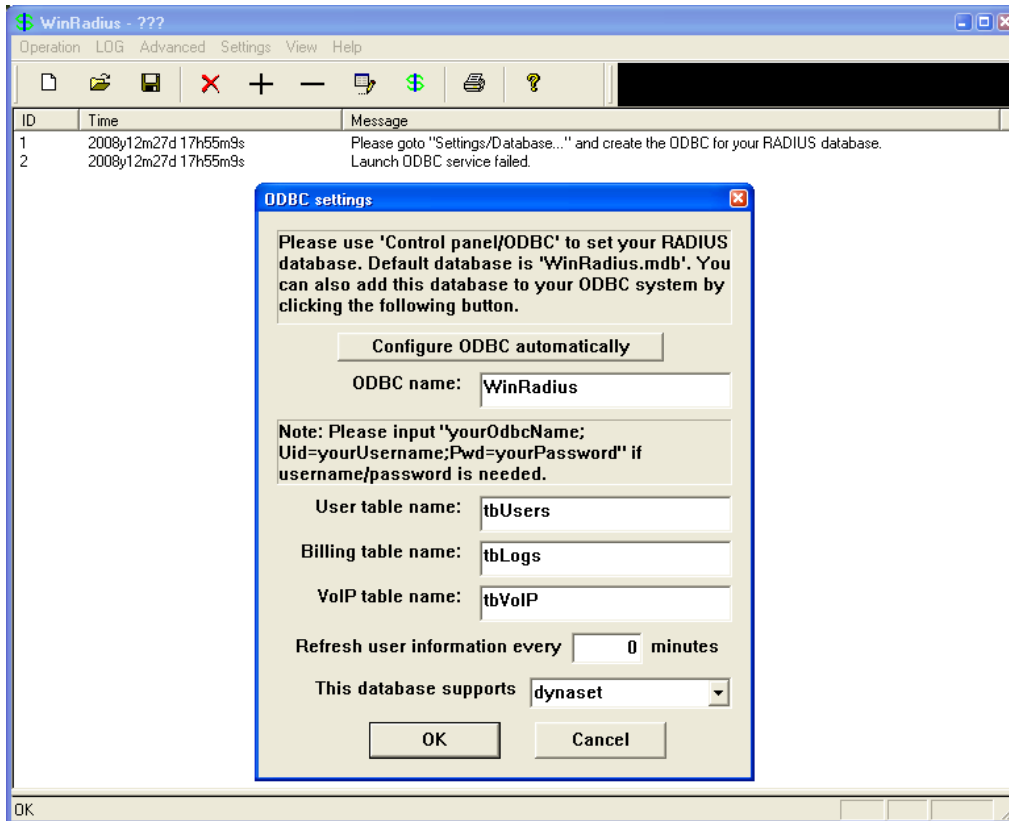 WinRadius - ???
Operation LOG Advanced Settings View Help
ID Time Message
1 2008y12m27d 17h55m9s Please goto "Settings/Database..." and create the ODBC for your RADIUS database.
2 2008y12m27d 17h55m9s Launch ODBC service failed.
ODBC settings
Please use 'Control panel/ODBC' to set your RADIUS
database. Default database is 'WinRadius.mdb'. You
can also add this database to your ODBC system by
clicking the following button.
Configure ODBC automatically
ODBC name: WinRadius
Note: Please input "yourOdbcName;
Uid=yourUsername;Pwd=yourPassword" if
username/password is needed.
User table name: tbUsers
Billing table name: tbLogs
VoIP table name: tbVoIP
Refresh user information every 0 minutes
This database supports dynaset
OK Cancel
OK